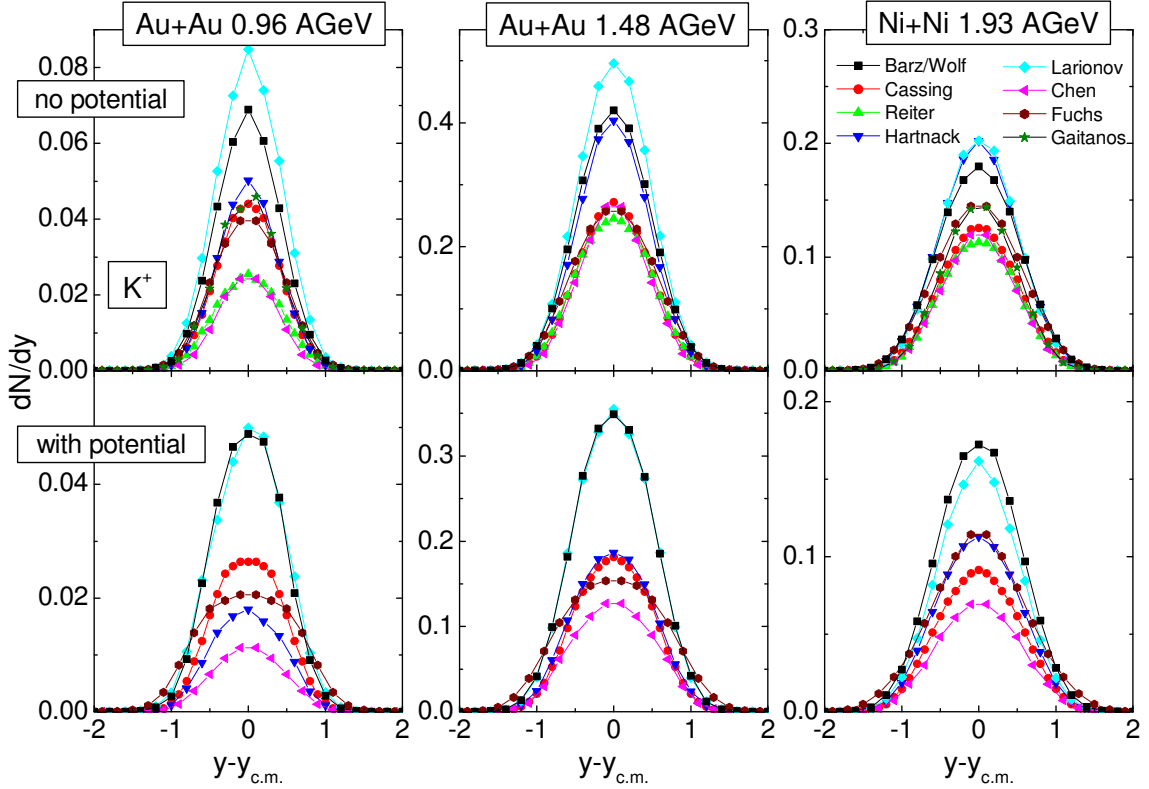 Au+Au 0.96 AGeV
Au+Au 1.48 AGeV
Ni+Ni 1.93 AGeV
no potential
K+
with potential
dN/dy
Barz/Wolf
Cassing
Reiter
Hartnack
Larionov
Chen
Fuchs
Gaitanos
0.08
0.06
0.04
0.02
0.00
0.4
0.2
0.0
0.3
0.2
0.1
0.0
0.04
0.02
0.00
0.3
0.2
0.1
0.0
0.2
0.1
0.0
-2 -1 0 1 2
-1 0 1 2
-2 -1 0 1 2
y-yc.m.
y-yc.m.
y-yc.m.